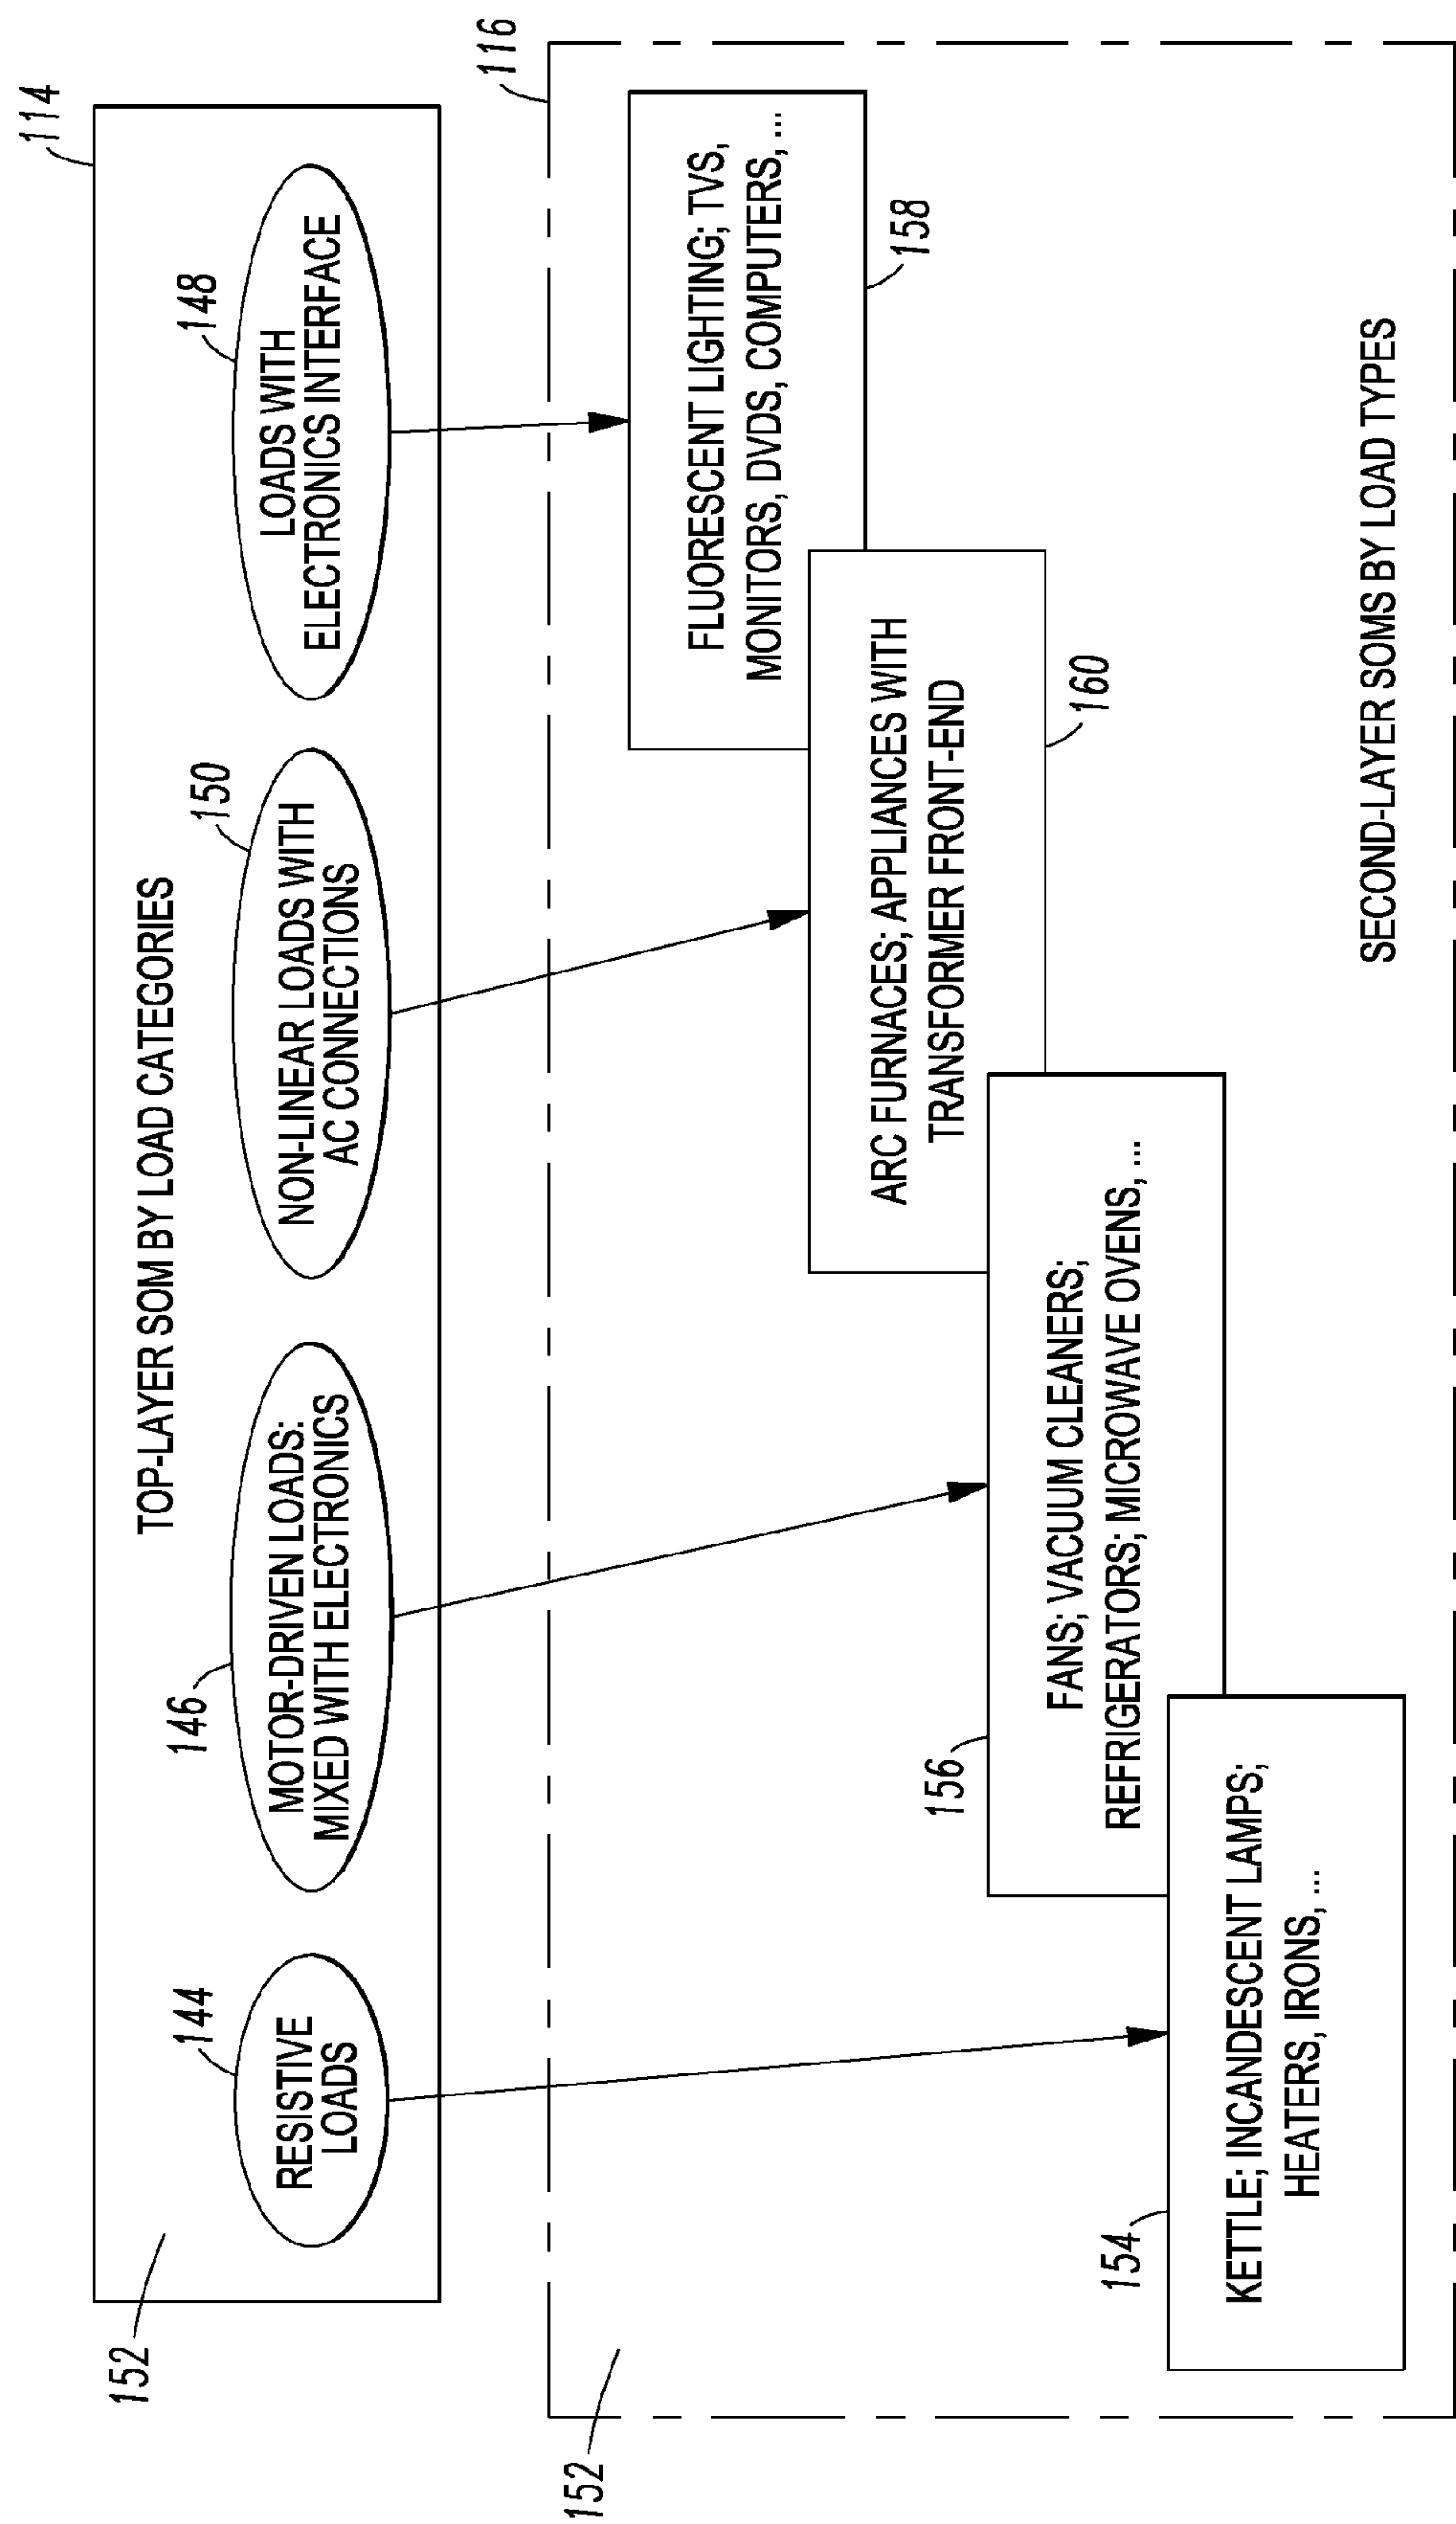 114
TOP-LAYER SOM BY LOAD CATEGORIES
152
144
RESISTIVE
LOADS
146
MOTOR-DRIVEN LOADS:
MIXED WITH ELECTRONICS
150
NON-LINEAR LOADS WITH
AC CONNECTIONS
148
LOADS WITH
ELECTRONICS INTERFACE
116
152
FLUORESCENT LIGHTING; TVS,
MONITORS, DVDS, COMPUTERS, ...
158
ARC FURNACES; APPLIANCES WITH
TRANSFORMER FRONT-END
160
156
FANS; VACUUM CLEANERS;
REFRIGERATORS; MICROWAVE OVENS, ...
154
KETTLE; INCANDESCENT LAMPS;
HEATERS, IRONS, ...
SECOND-LAYER SOMS BY LOAD TYPES